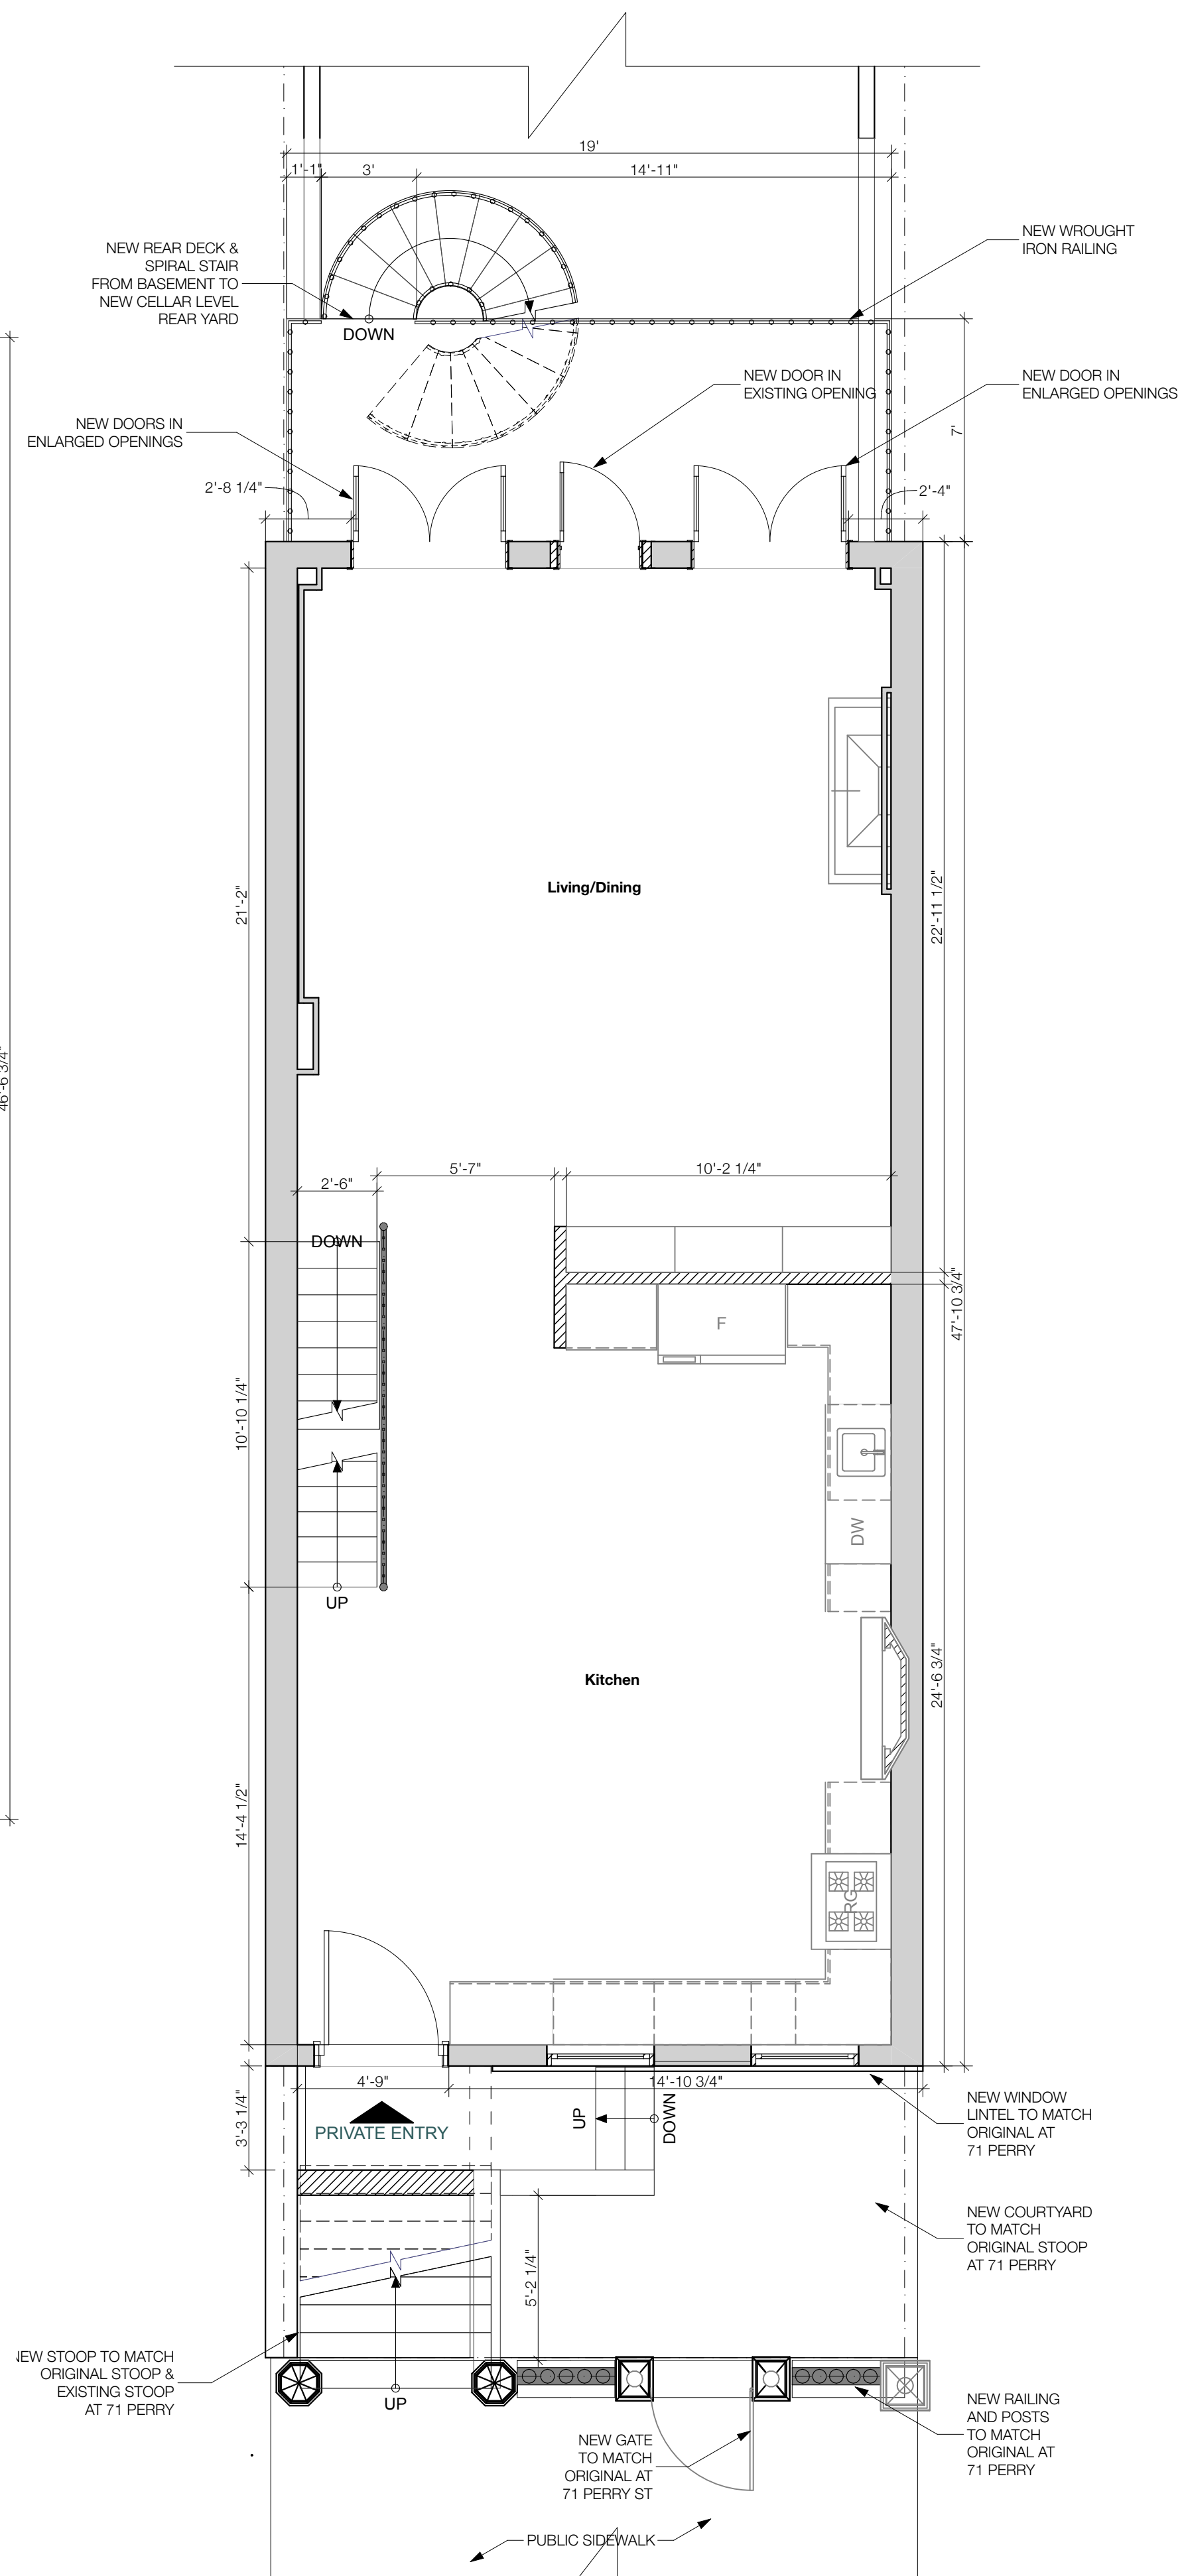 19'
1'-1"
3'
14'-11"
NEW REAR DECK &
SPIRAL STAIR
FROM BASEMENT TO
NEW CELLAR LEVEL
REAR YARD
NEW WROUGHT
IRON RAILING
DOWN
NEW DOOR IN
EXISTING OPENING
NEW DOOR IN
ENLARGED OPENINGS
NEW DOORS IN
ENLARGED OPENINGS
7'
2'-8 1/4"
2'-4"
Living/Dining
21'-2"
22'-11 1/2"
46'-6 3/4"
5'-7"
10'-2 1/4"
2'-6"
DOWN
47'-10 3/4"
F
10'-10 1/4"
DW
UP
Kitchen
24'-6 3/4"
14'-4 1/2"
RG
4'-9"
14'-10 3/4"
3'-3 1/4"
PRIVATE ENTRY
UP
DOWN
NEW WINDOW
LINTEL TO MATCH
ORIGINAL AT
71 PERRY
NEW COURTYARD
TO MATCH
ORIGINAL STOOP
AT 71 PERRY
5'-2 1/4"
NEW STOOP TO MATCH
ORIGINAL STOOP &
EXISTING STOOP
AT 71 PERRY
UP
NEW RAILING
AND POSTS
TO MATCH
ORIGINAL AT
71 PERRY
NEW GATE
TO MATCH
ORIGINAL AT
71 PERRY ST
PUBLIC SIDEWALK